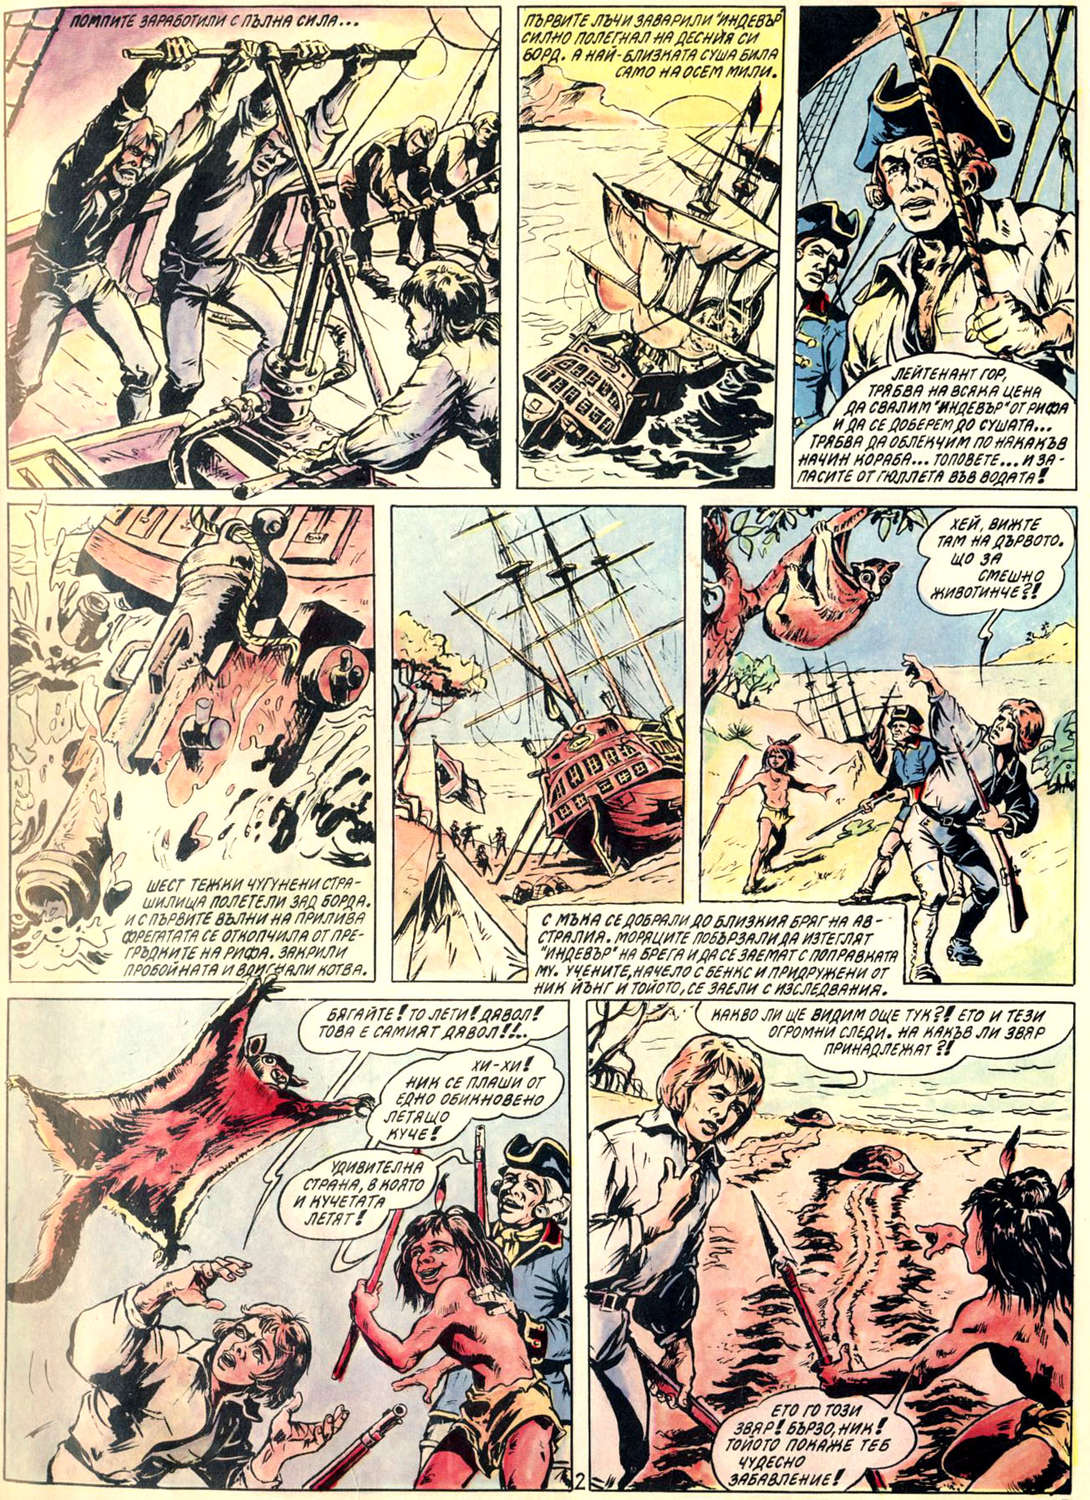 ПОМПИТЕ ЗАРАБОТИЛИ С ПЪЛНА СИЛА...
ПЪРВИТЕ ЛЪЧИ ЗАВАРИЛИ "ИНДЕВЪР"
СИЛНО ПОЛЕГНАЛ НА ДЕСНИЯ СИ
БОРД. А НАЙ-БЛИЗКАТА СУША БИЛА
САМО НА ОСЕМ МИЛИ.
ЛЕЙТЕНАНТ ГОР,
ТРЯБВА НА ВСЯКА ЦЕНА
ДА СВАЛИМ "ИНДЕВЪР" ОТ РИФА
И ДА СЕ ДОБЕРЕМ ДО СУШАТА...
ТРЯБВА ДА ОБЛЕКЧИМ ПО НАКАКЪВ
НАЧИН КОРАБА... ТОПОВЕТЕ... И ЗА-
ПАСИТЕ ОТ ГЮЛЛЕТА ВЪВ ВОДАТА!
ШЕСТ ТЕЖКИ ЧУГУНЕНИ СТРА-
ШИЛИЩА ПОЛЕТЕЛИ ЗАД БОРДА.
И С ПЪРВИТЕ ВЪЛНИ НА ПРИЛИВА
ФРЕГАТАТА СЕ ОТКОПЧИЛА ОТ ПРЕ-
ГРЪДКИТЕ НА РИФА. ЗАКРИЛИ
ПРОБОЙНАТА И ВДИГНАЛИ КОТВА.
С МЪКА СЕ ДОБРАЛИ ДО БЛИЗКИЯ БРЯГ НА АВ-
СТРАЛИЯ. МОРЯЦИТЕ ПОБЪРЗАЛИ ДА ИЗТЕГЛЯТ
"ИНДЕВЪР" НА БРЕГА И ДА СЕ ЗАЕМАТ С ПОПРАВКАТА
МУ. УЧЕНИТЕ, НАЧЕЛО С БЕНКС И ПРИДРУЖЕНИ ОТ
НИК ЙЪНГ И ТОЙОТО, СЕ ЗАЕЛИ С ИЗСЛЕДВАНИЯ.
ХЕЙ, ВИЖТЕ
ТАМ НА ДЪРВОТО.
ЩО ЗА
СМЕШНО
ЖИВОТИНЧЕ?!
БЯГАЙТЕ! ТО ЛЕТИ! ДЯВОЛ!
ТОВА Е САМИЯТ ДЯВОЛ!!...
ХИ-ХИ!
НИК СЕ ПЛАШИ ОТ
ЕДНО ОБИКНОВЕНО
ЛЕТЯЩО
КУЧЕ!
УДИВИТЕЛНА
СТРАНА, В КОЯТО
И КУЧЕТАТА
ЛЕТЯТ!
КАКВО ЛИ ЩЕ ВИДИМ ОЩЕ ТУК?! ЕТО И ТЕЗИ
ОГРОМНИ СЛЕДИ. НА КАКЪВ ЛИ ЗВЯР
ПРИНАДЛЕЖАТ?!
ЕТО ГО ТОЗИ
ЗВЯР! БЪРЗО, НИК!
ТОЙОТО ПОКАЖЕ ТЕБ
ЧУДЕСНО
ЗАБАВЛЕНИЕ!
2